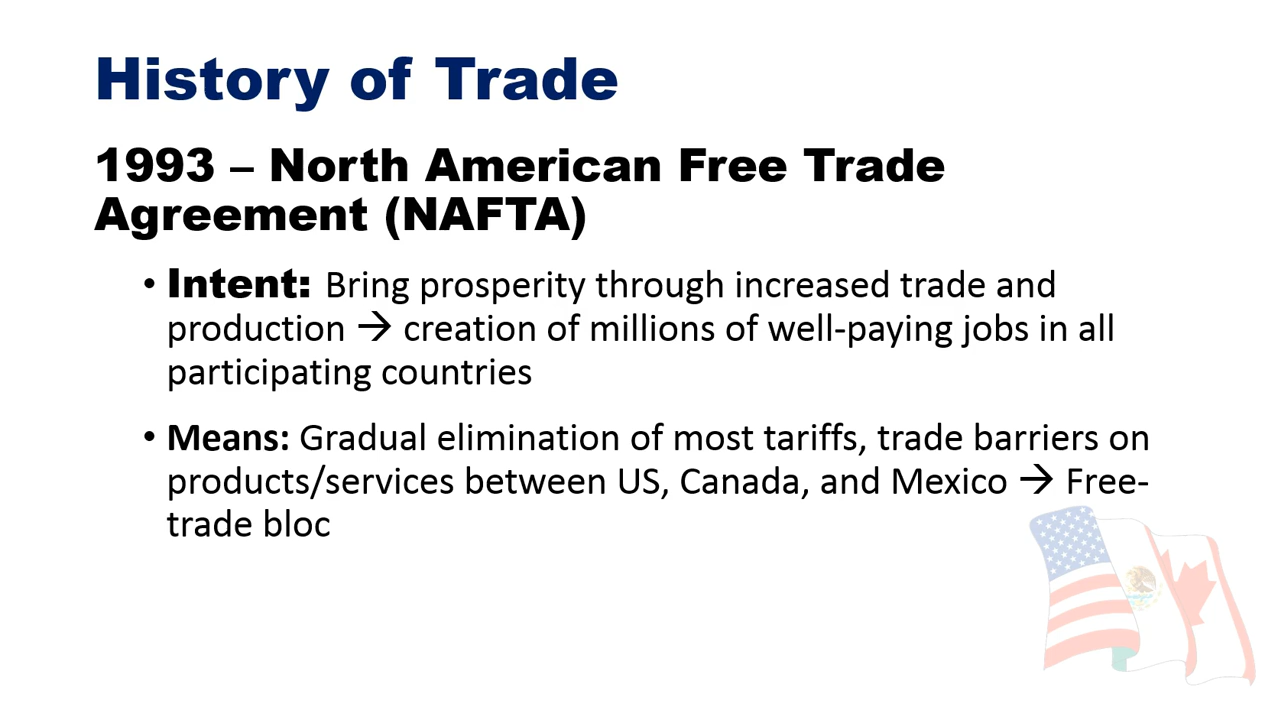 History of Trade
1993 – North American Free Trade
Agreement (NAFTA)
• Intent: Bring prosperity through increased trade and
production → creation of millions of well-paying jobs in all
participating countries
• Means: Gradual elimination of most tariffs, trade barriers on
products/services between US, Canada, and Mexico → Free-
trade bloc